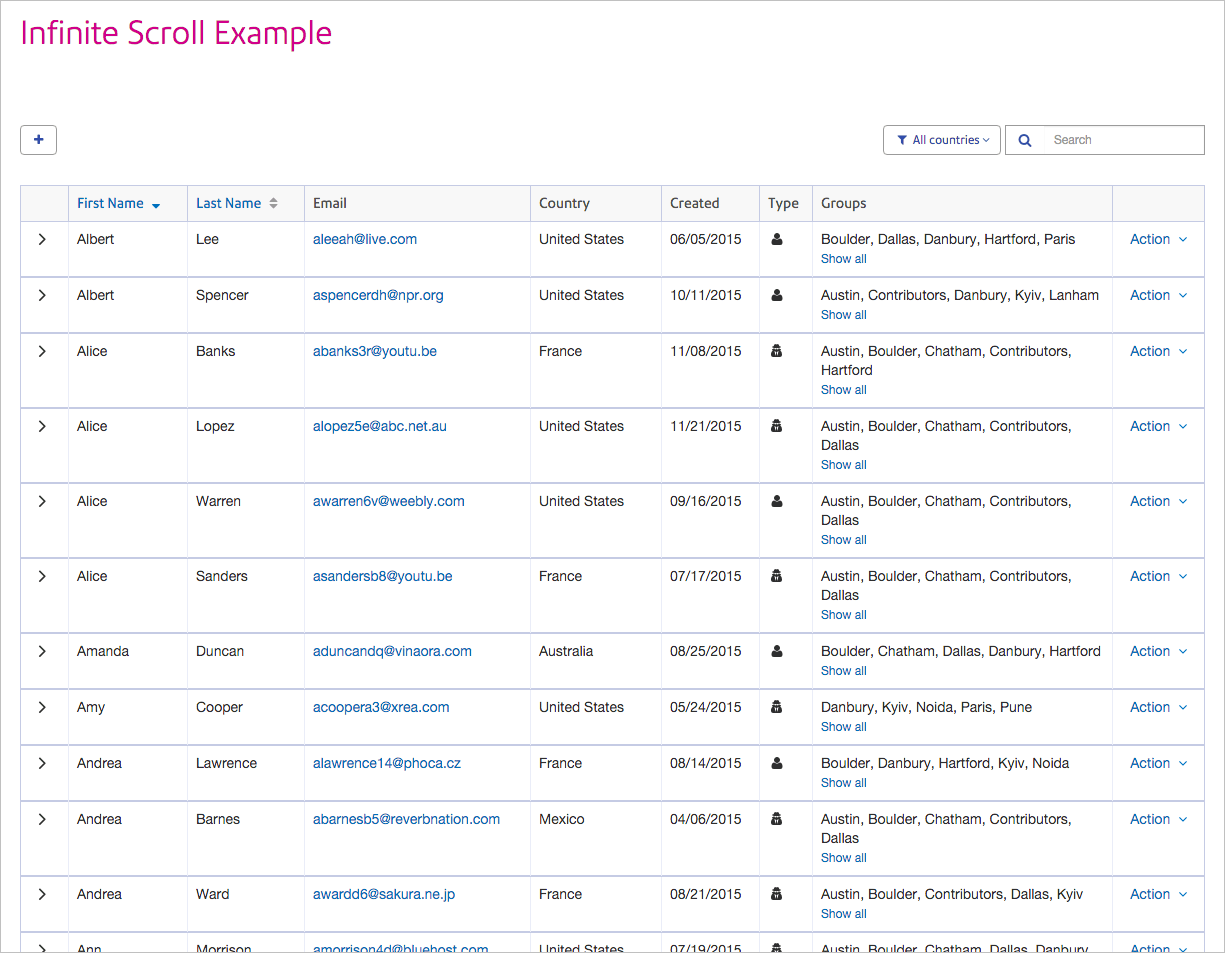 Infinite Scroll Example
+ All countries Search
First Name Last Name Email Country Created Type Groups
Albert Lee aleeah@live.com United States 06/05/2015 Boulder, Dallas, Danbury, Hartford, Paris Action
Show all
Albert Spencer aspencerdh@npr.org United States 10/11/2015 Austin, Contributors, Danbury, Kyiv, Lanham Action
Show all
Alice Banks abanks3r@youtu.be France 11/08/2015 Austin, Boulder, Chatham, Contributors, Action
Hartford
Show all
Alice Lopez alopez5e@abc.net.au United States 11/21/2015 Austin, Boulder, Chatham, Contributors, Action
Dallas
Show all
Alice Warren awarren6v@weebly.com United States 09/16/2015 Austin, Boulder, Chatham, Contributors, Action
Dallas
Show all
Alice Sanders asandersb8@youtu.be France 07/17/2015 Austin, Boulder, Chatham, Contributors, Action
Dallas
Show all
Amanda Duncan aduncandq@vinaora.com Australia 08/25/2015 Boulder, Chatham, Dallas, Danbury, Hartford Action
Show all
Amy Cooper acoopera3@xrea.com United States 05/24/2015 Danbury, Kyiv, Noida, Paris, Pune Action
Show all
Andrea Lawrence alawrence14@phoca.cz France 08/14/2015 Boulder, Danbury, Hartford, Kyiv, Noida Action
Show all
Andrea Barnes abarnesb5@reverbnation.com Mexico 04/06/2015 Austin, Boulder, Chatham, Contributors, Action
Dallas
Show all
Andrea Ward awardd6@sakura.ne.jp France 08/21/2015 Austin, Boulder, Contributors, Dallas, Kyiv Action
Show all
Ann Morrison amorrison4d@bluehost.com United States 07/19/2015 Austin, Boulder, Chatham, Dallas, Danbury Action